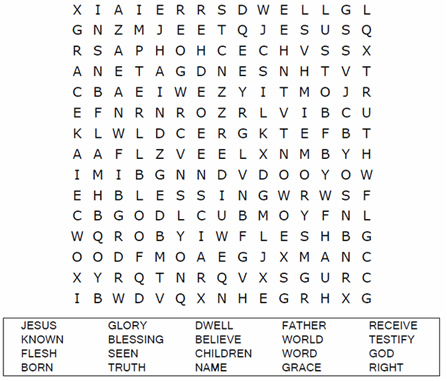 X I A I E R R S D W E L L G L
G N Z M J E E T Q J E S U S Q
R S A P H O H C E C H V S S X
A N E T A G D N E S N H T V T
C B A E I W E Z Y I T M O J R
E F N R N R O Z R L V I B C U
K L W L D C E R G K T E F B T
A A F L Z V E E L X N M B Y H
I M I B G N N D V D O O Y O W
E H B L E S S I N G W R W S F
C B G O D L C U B M O Y F N L
W Q R O B Y I W F L E S H B G
O O D F M O A E G J X M A N C
X Y R Q T N R Q V X S G U R C
I B W D V Q X N H E G R H X G
JESUS GLORY DWELL FATHER RECEIVE
KNOWN BLESSING BELIEVE WORLD TESTIFY
FLESH SEEN CHILDREN WORD GOD
BORN TRUTH NAME GRACE RIGHT